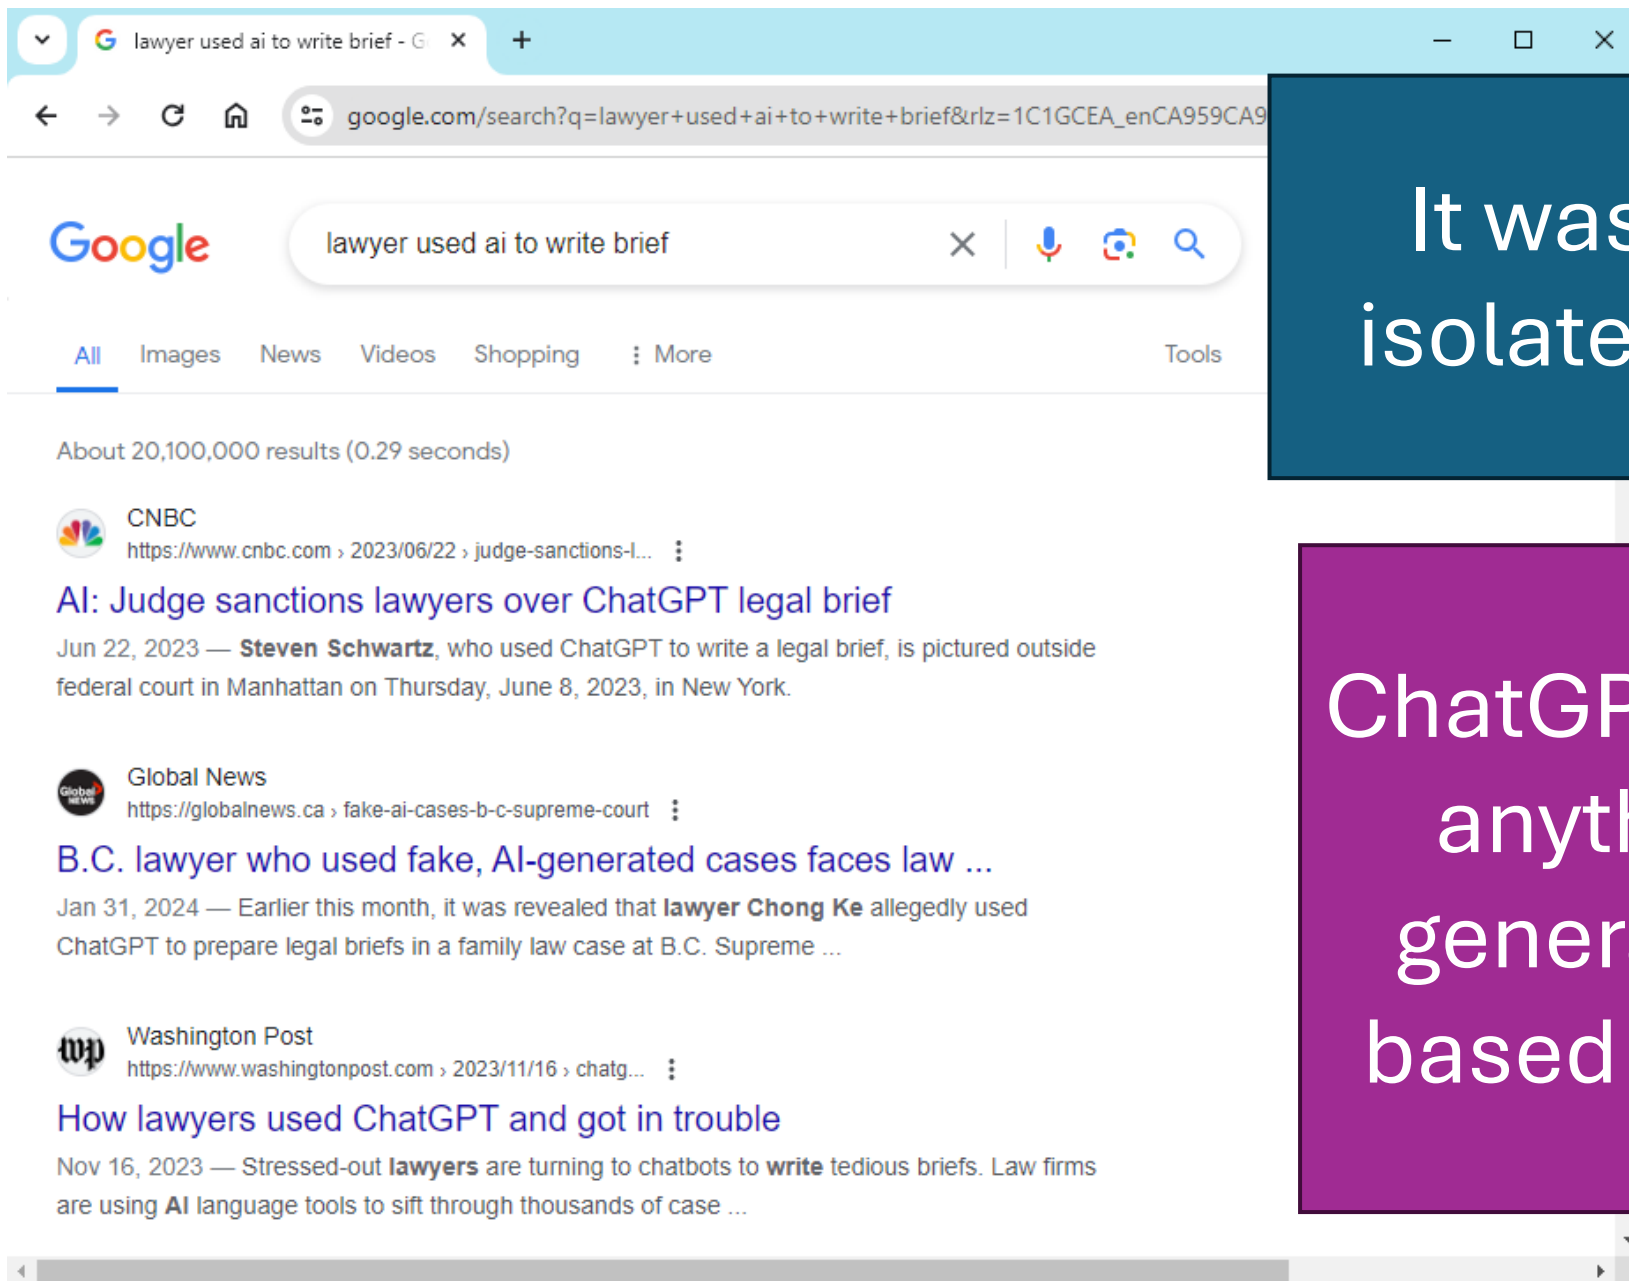 lawyer used ai to write brief - G
google.com/search?q=lawyer+used+ai+to+write+brief&rlz=1C1GCEA_enCA959CA9
Google
lawyer used ai to write brief
All Images News Videos Shopping More Tools
About 20,100,000 results (0.29 seconds)
CNBC
https://www.cnbc.com › 2023/06/22 › judge-sanctions-l...
AI: Judge sanctions lawyers over ChatGPT legal brief
Jun 22, 2023 — Steven Schwartz, who used ChatGPT to write a legal brief, is pictured outside
federal court in Manhattan on Thursday, June 8, 2023, in New York.
Global NEWS
Global News
https://globalnews.ca › fake-ai-cases-b-c-supreme-court
B.C. lawyer who used fake, AI-generated cases faces law ...
Jan 31, 2024 — Earlier this month, it was revealed that lawyer Chong Ke allegedly used
ChatGPT to prepare legal briefs in a family law case at B.C. Supreme ...
wp
Washington Post
https://www.washingtonpost.com › 2023/11/16 › chatg...
How lawyers used ChatGPT and got in trouble
Nov 16, 2023 — Stressed-out lawyers are turning to chatbots to write tedious briefs. Law firms
are using AI language tools to sift through thousands of case ...
It was
isolate
ChatGP
anyth
gener
based